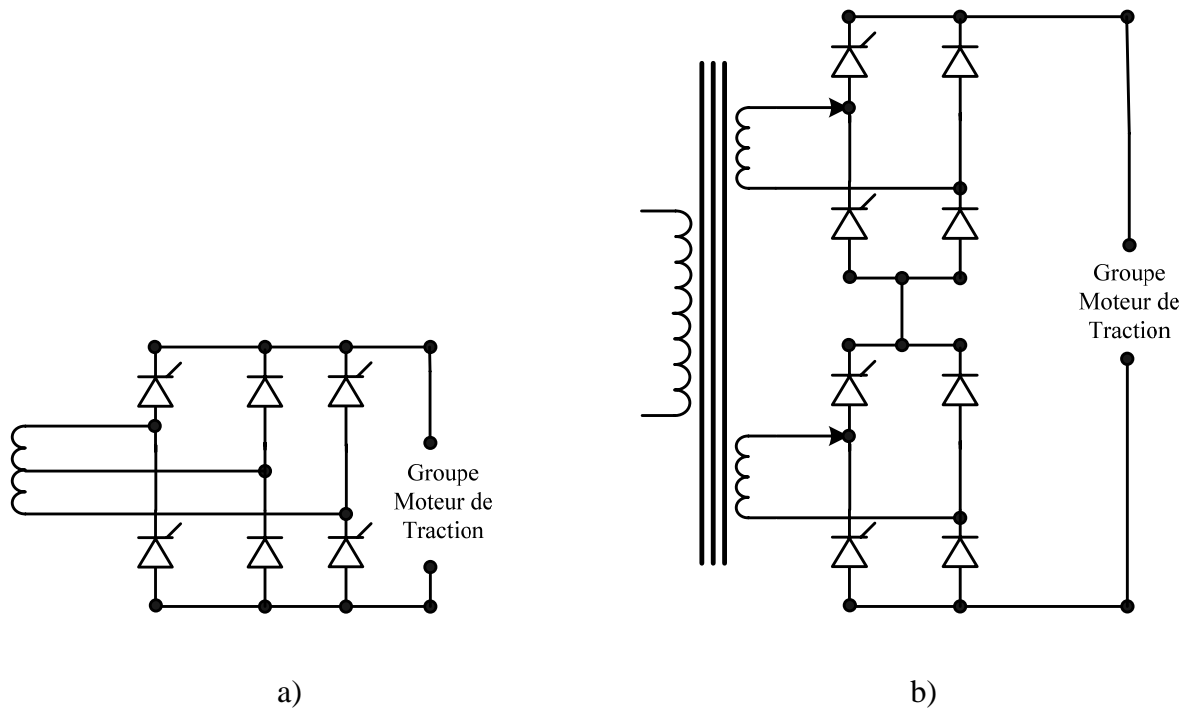 Groupe
Moteur de
Traction
Groupe
Moteur de
Traction
a)
b)